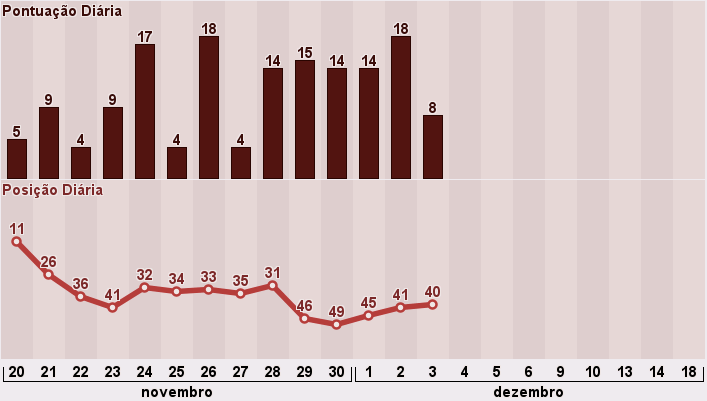 Pontuação Diária
5 9 4 9 17 4 18 4 14 15 14 14 18 8
Posição Diária
11 26 36 41 32 34 33 35 31 46 49 45 41 40
20 21 22 23 24 25 26 27 28 29 30 1 2 3 4 5 6 9 10 13 14 18
novembro dezembro